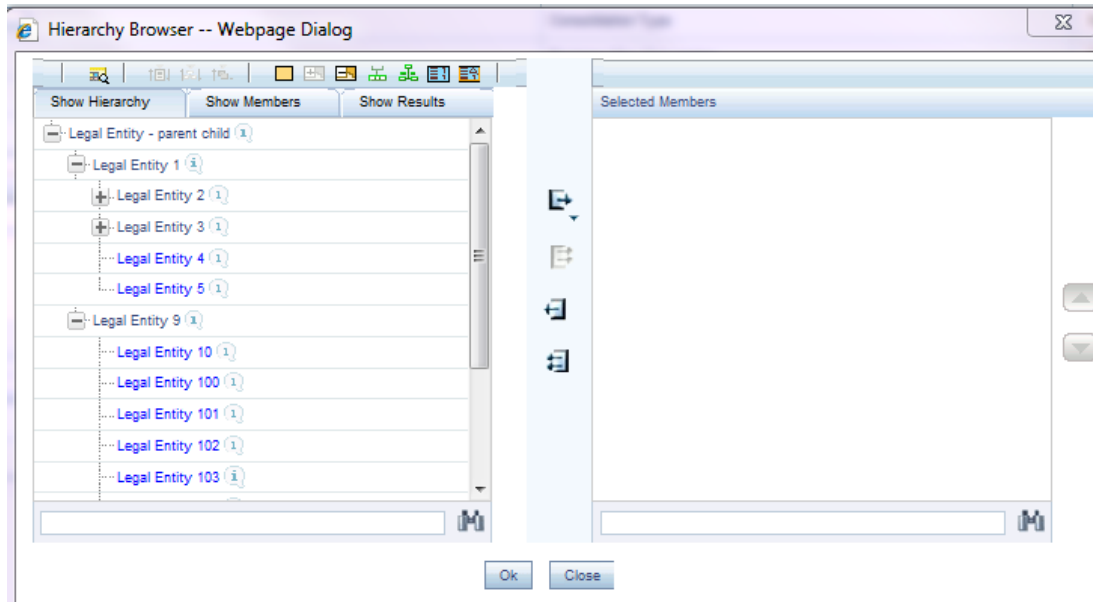 Hierarchy Browser -- Webpage Dialog
Show Hierarchy Show Members Show Results
Selected Members
Legal Entity - parent child
Legal Entity 1
Legal Entity 2
Legal Entity 3
Legal Entity 4
Legal Entity 5
Legal Entity 9
Legal Entity 10
Legal Entity 100
Legal Entity 101
Legal Entity 102
Legal Entity 103
Ok Close